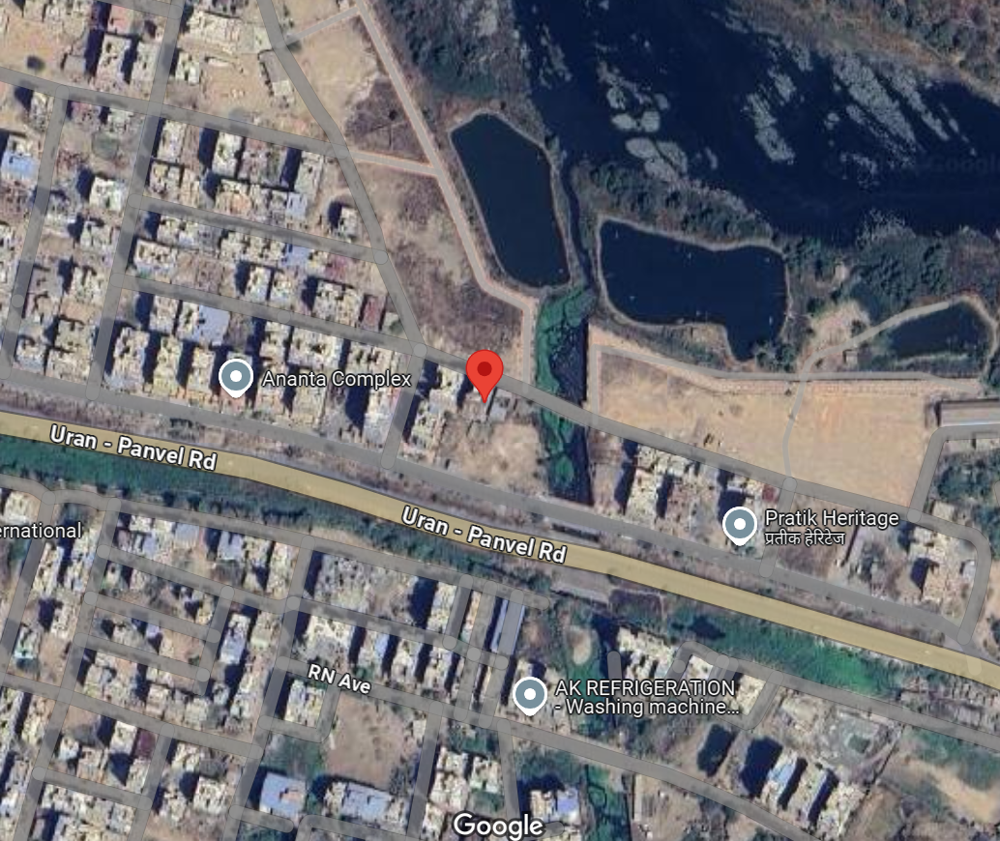 Ananta Complex
Uran - Panvel Rd
Uran - Panvel Rd
ernational
Pratik Heritage
प्रतीक हेरिटेज
RN Ave
AK REFRIGERATION
- Washing machine...
Google